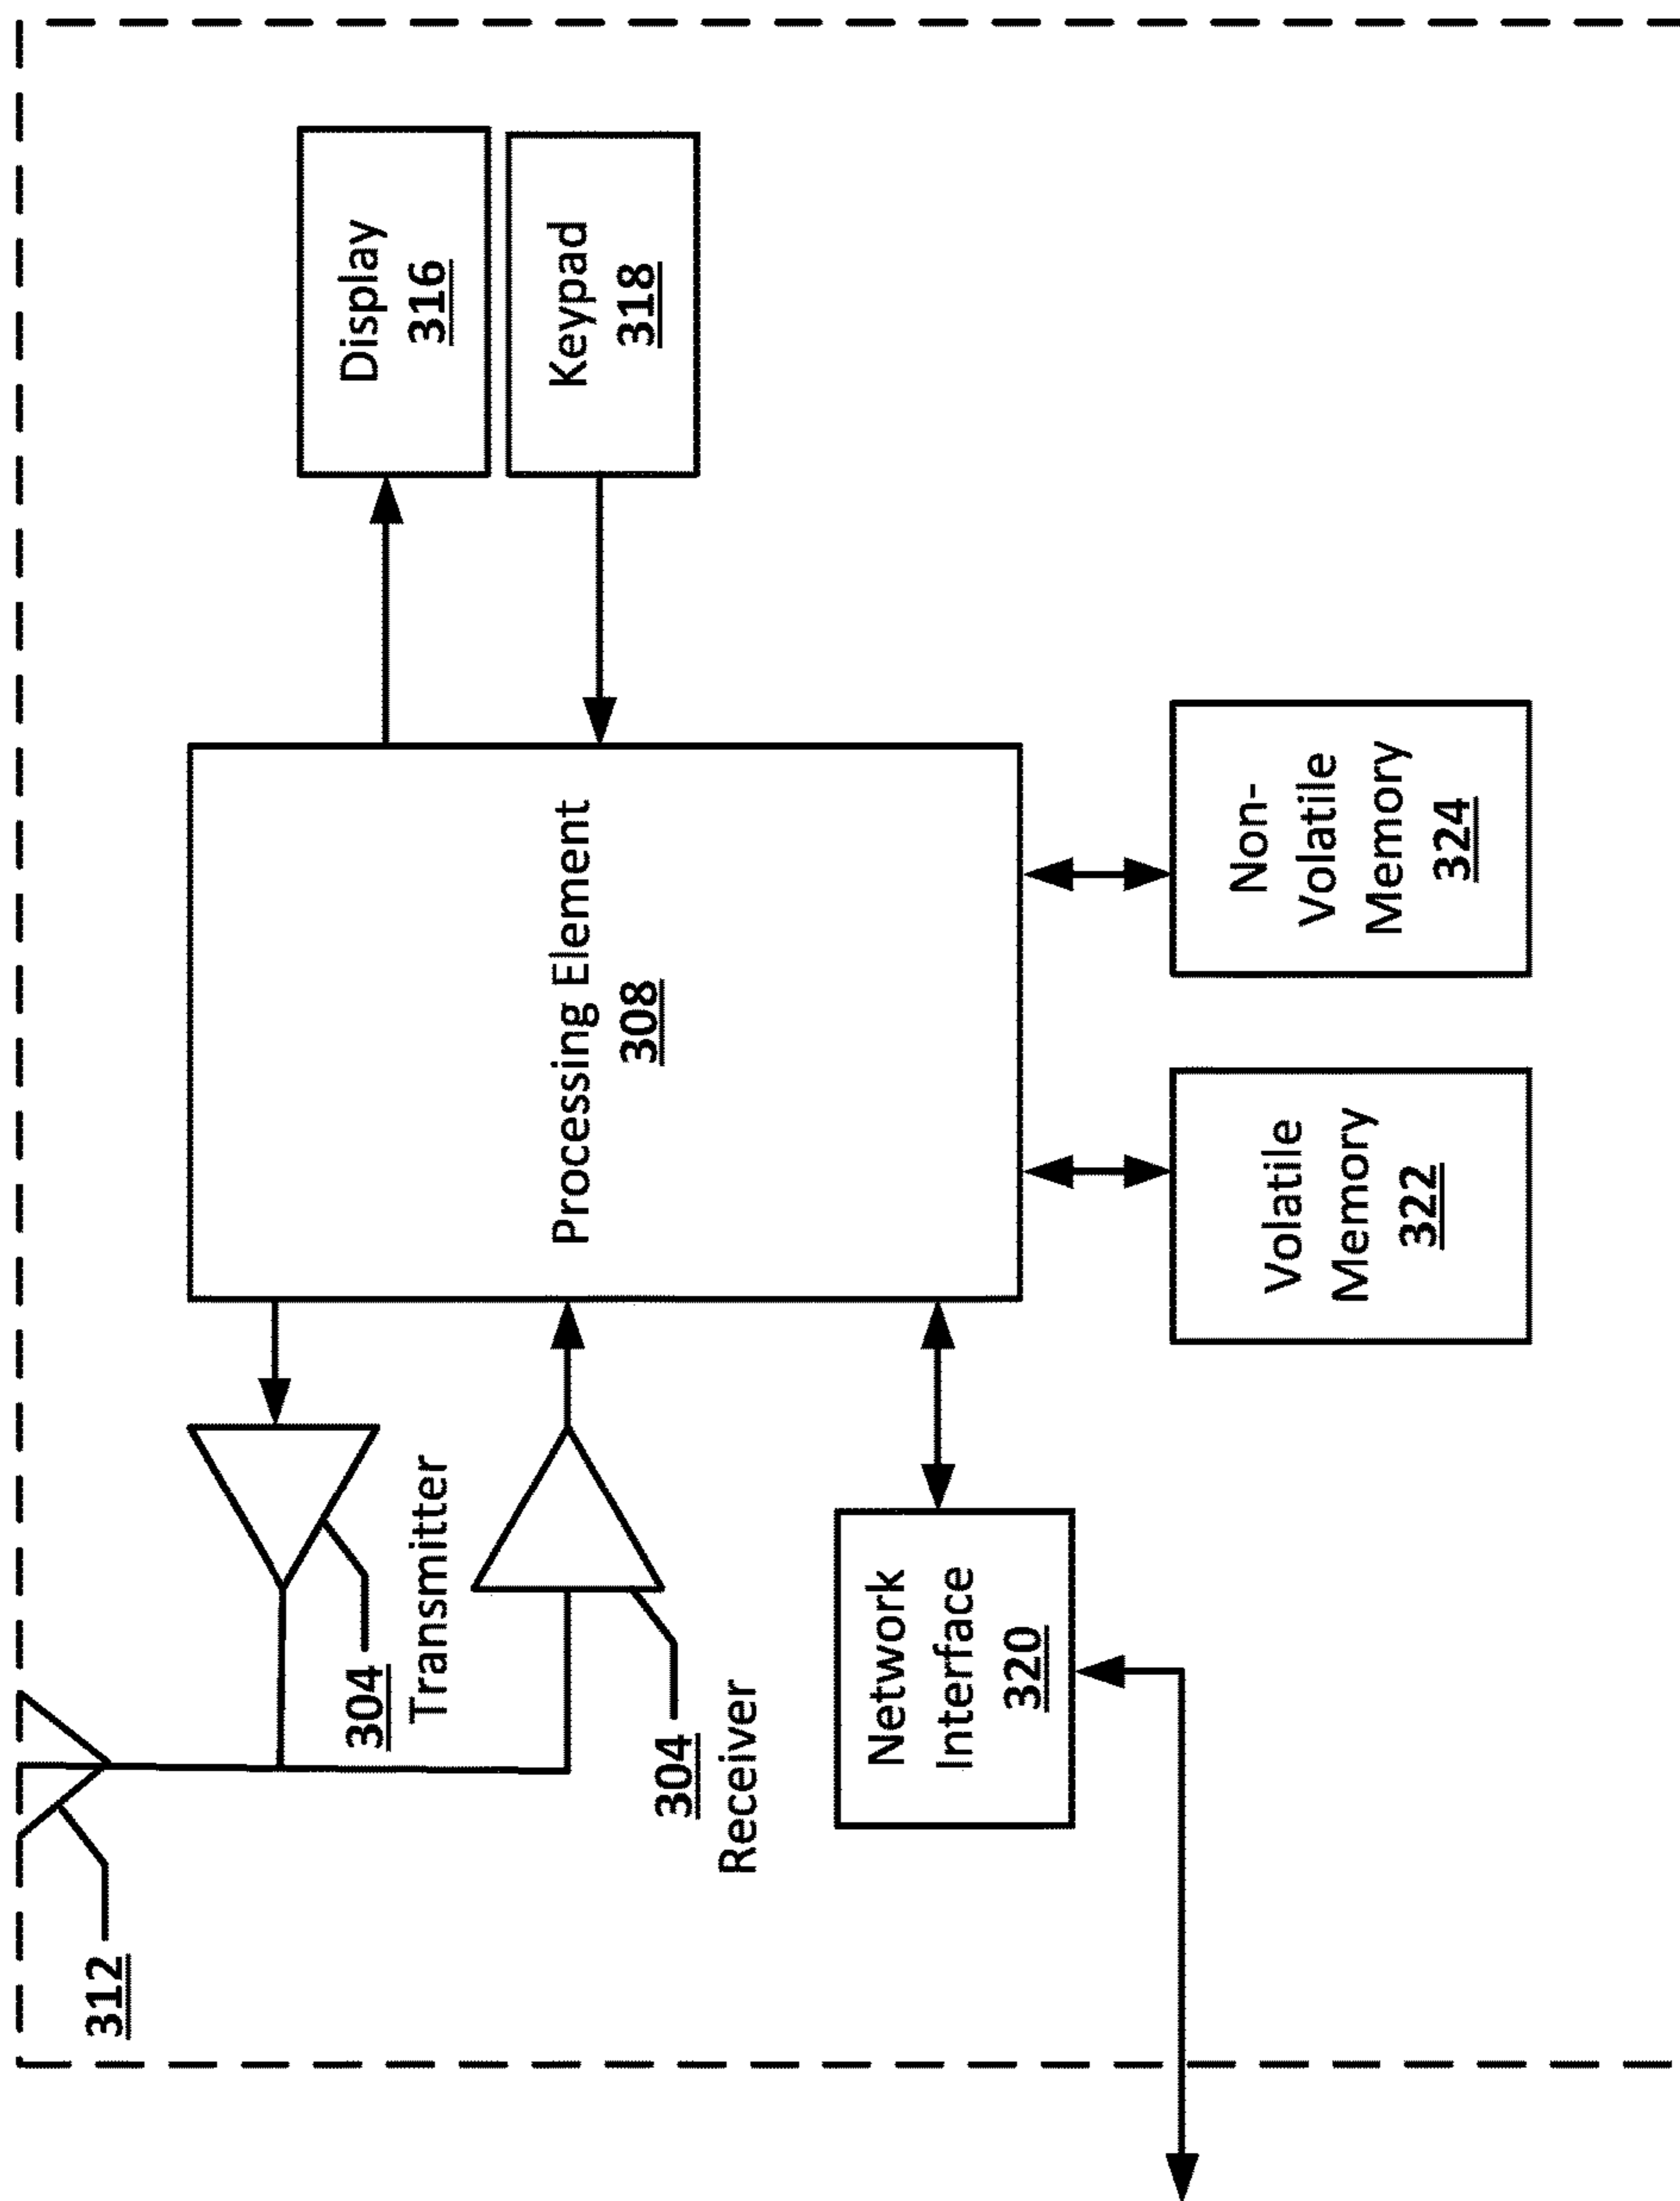 312
304
Transmitter
304
Receiver
Network
Interface
320
Processing Element
308
Volatile
Memory
322
Non-
Volatile
Memory
324
Display
316
Keypad
318